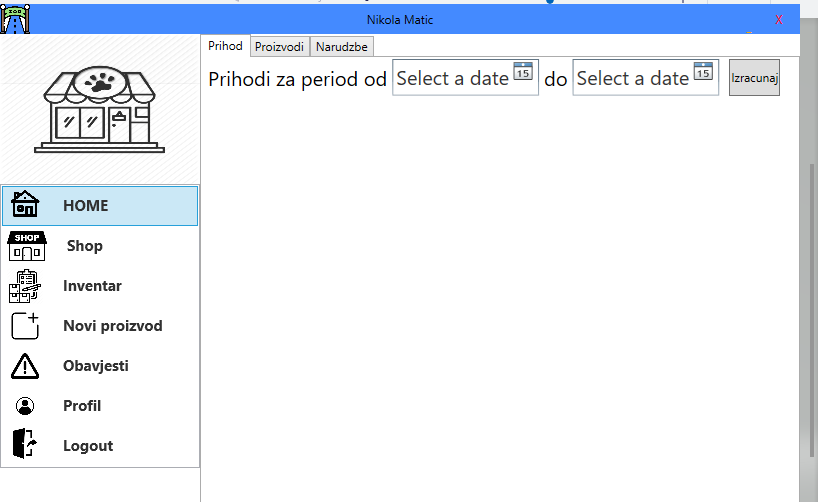 ZOO
Nikola Matic
X
Prihod
Proizvodi
Narudzbe
Prihodi za period od
Select a date
15
do
Select a date
15
Izracunaj
HOME
SHOP
Shop
Inventar
Novi proizvod
Obavjesti
Profil
Logout